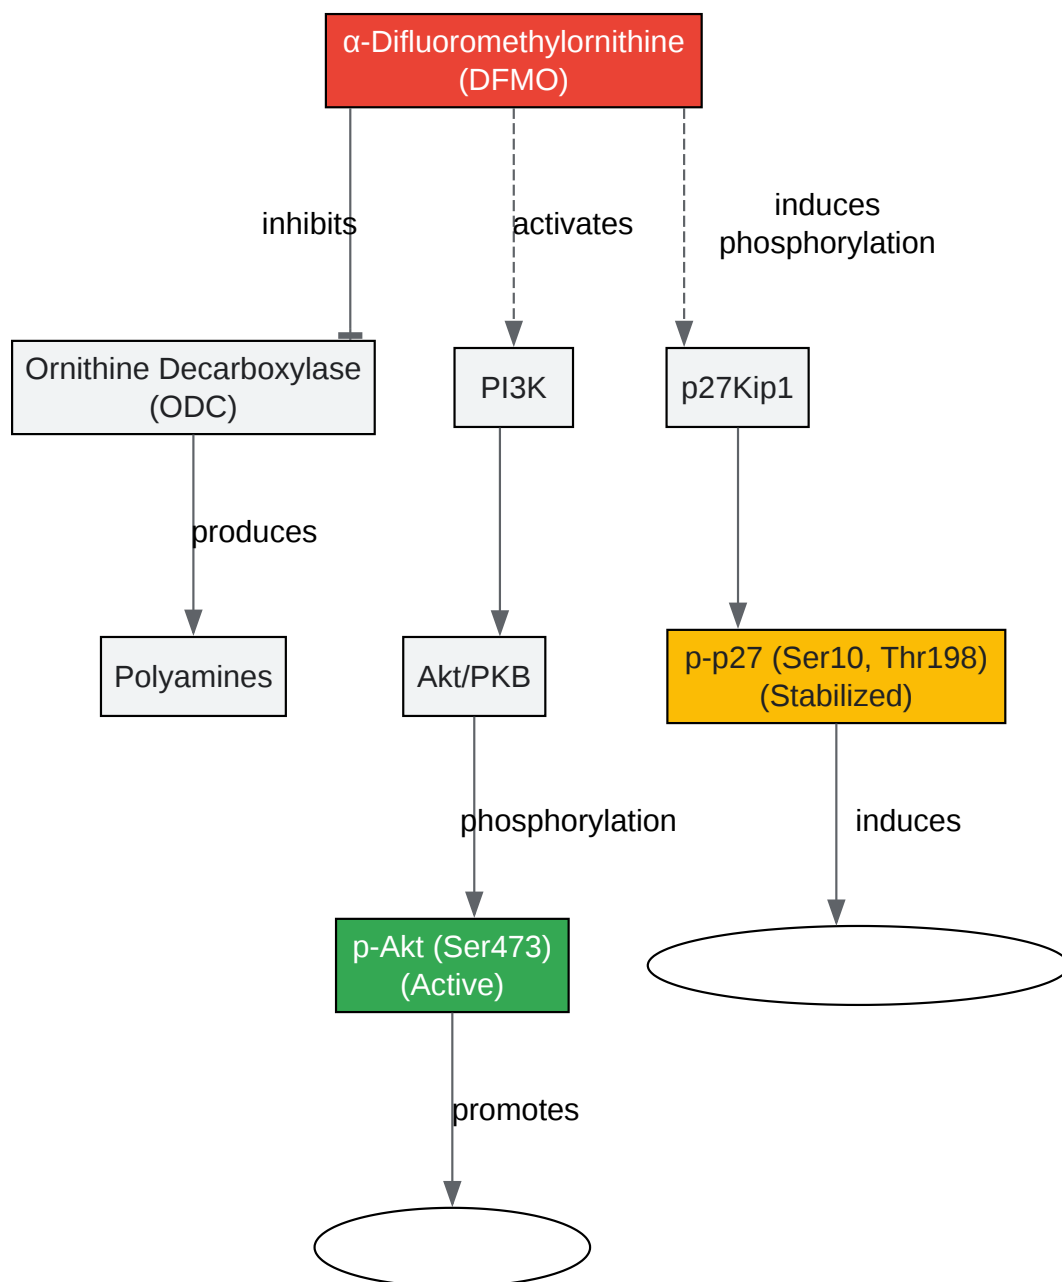 α-Difluoromethylornithine
(DFMO)
inhibits
activates
induces
phosphorylation
Ornithine Decarboxylase
(ODC)
PI3K
p27Kip1
produces
Polyamines
Akt/PKB
p-p27 (Ser10, Thr198)
(Stabilized)
phosphorylation
induces
p-Akt (Ser473)
(Active)
promotes